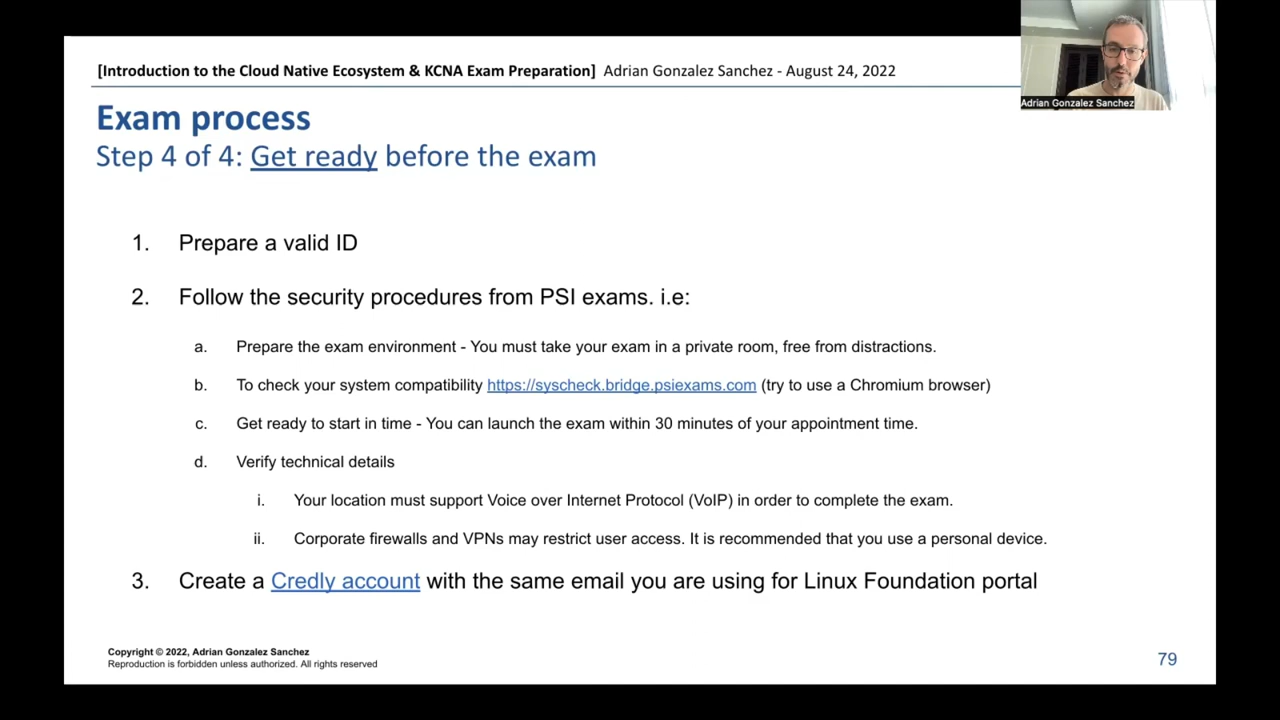 [Introduction to the Cloud Native Ecosystem & KCNA Exam Preparation] Adrian Gonzalez Sanchez - August 24, 2022
Adrian Gonzalez Sanchez
Exam process
Step 4 of 4: Get ready before the exam
1. Prepare a valid ID
2. Follow the security procedures from PSI exams. i.e:
a. Prepare the exam environment - You must take your exam in a private room, free from distractions.
b. To check your system compatibility https://syscheck.bridge.psiexams.com (try to use a Chromium browser)
c. Get ready to start in time - You can launch the exam within 30 minutes of your appointment time.
d. Verify technical details
i. Your location must support Voice over Internet Protocol (VoIP) in order to complete the exam.
ii. Corporate firewalls and VPNs may restrict user access. It is recommended that you use a personal device.
3. Create a Credly account with the same email you are using for Linux Foundation portal
Copyright © 2022, Adrian Gonzalez Sanchez
Reproduction is forbidden unless authorized. All rights reserved
79